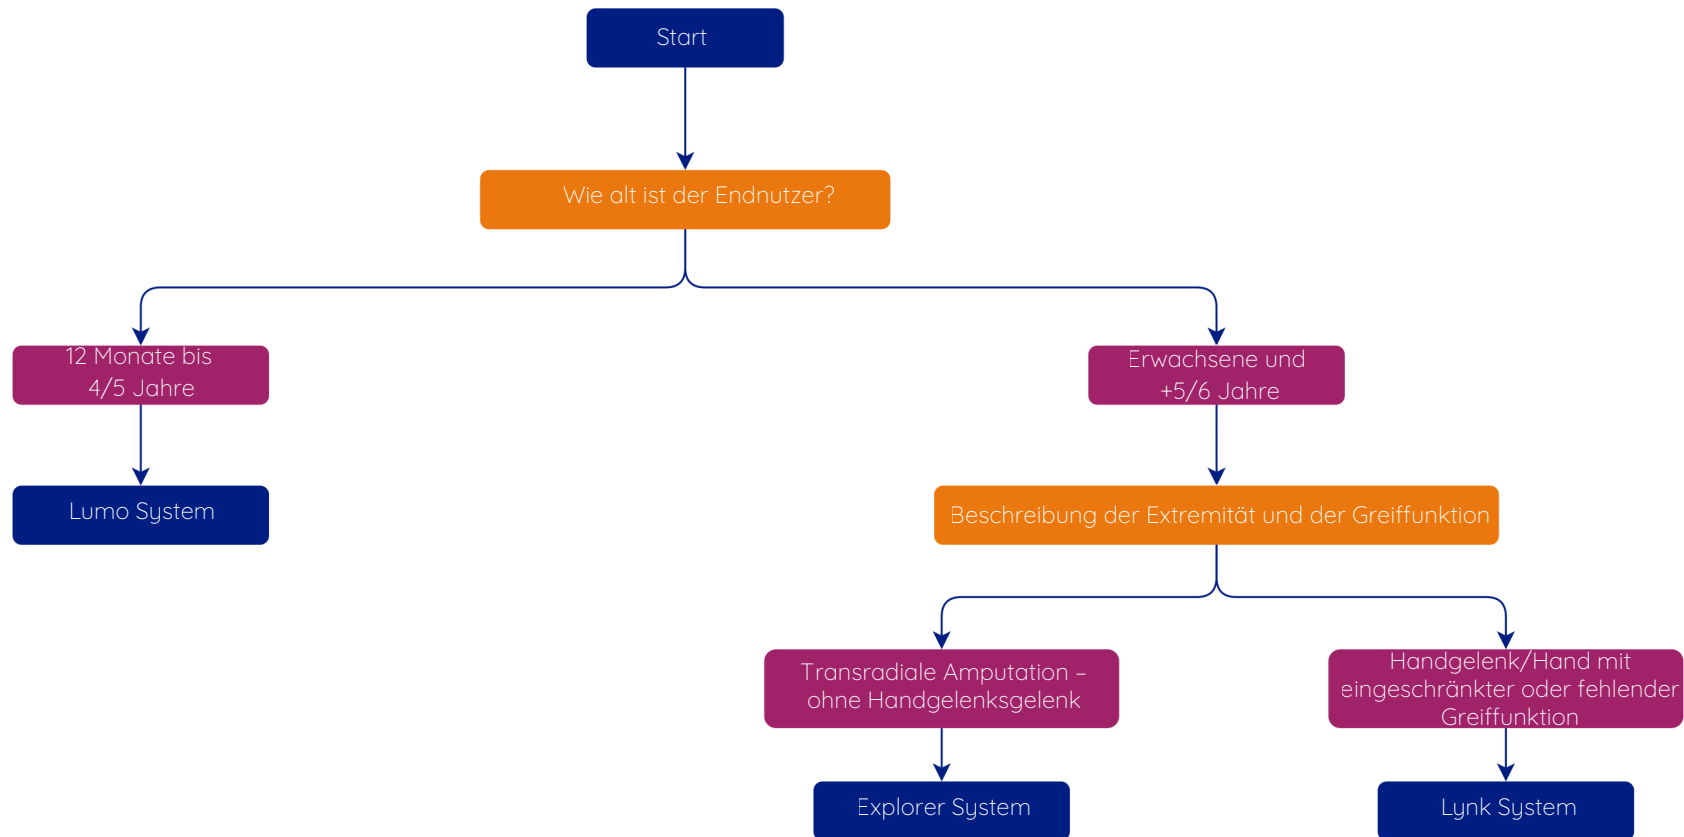 Start
Wie alt ist der Endnutzer?
12 Monate bis
4/5 Jahre
Erwachsene und
+5/6 Jahre
Lumo System
Beschreibung der Extremität und der Greiffunktion
Transradiale Amputation –
ohne Handgelenksgelenk
Handgelenk/Hand mit
eingeschränkter oder fehlender
Greiffunktion
Explorer System
Lynk System